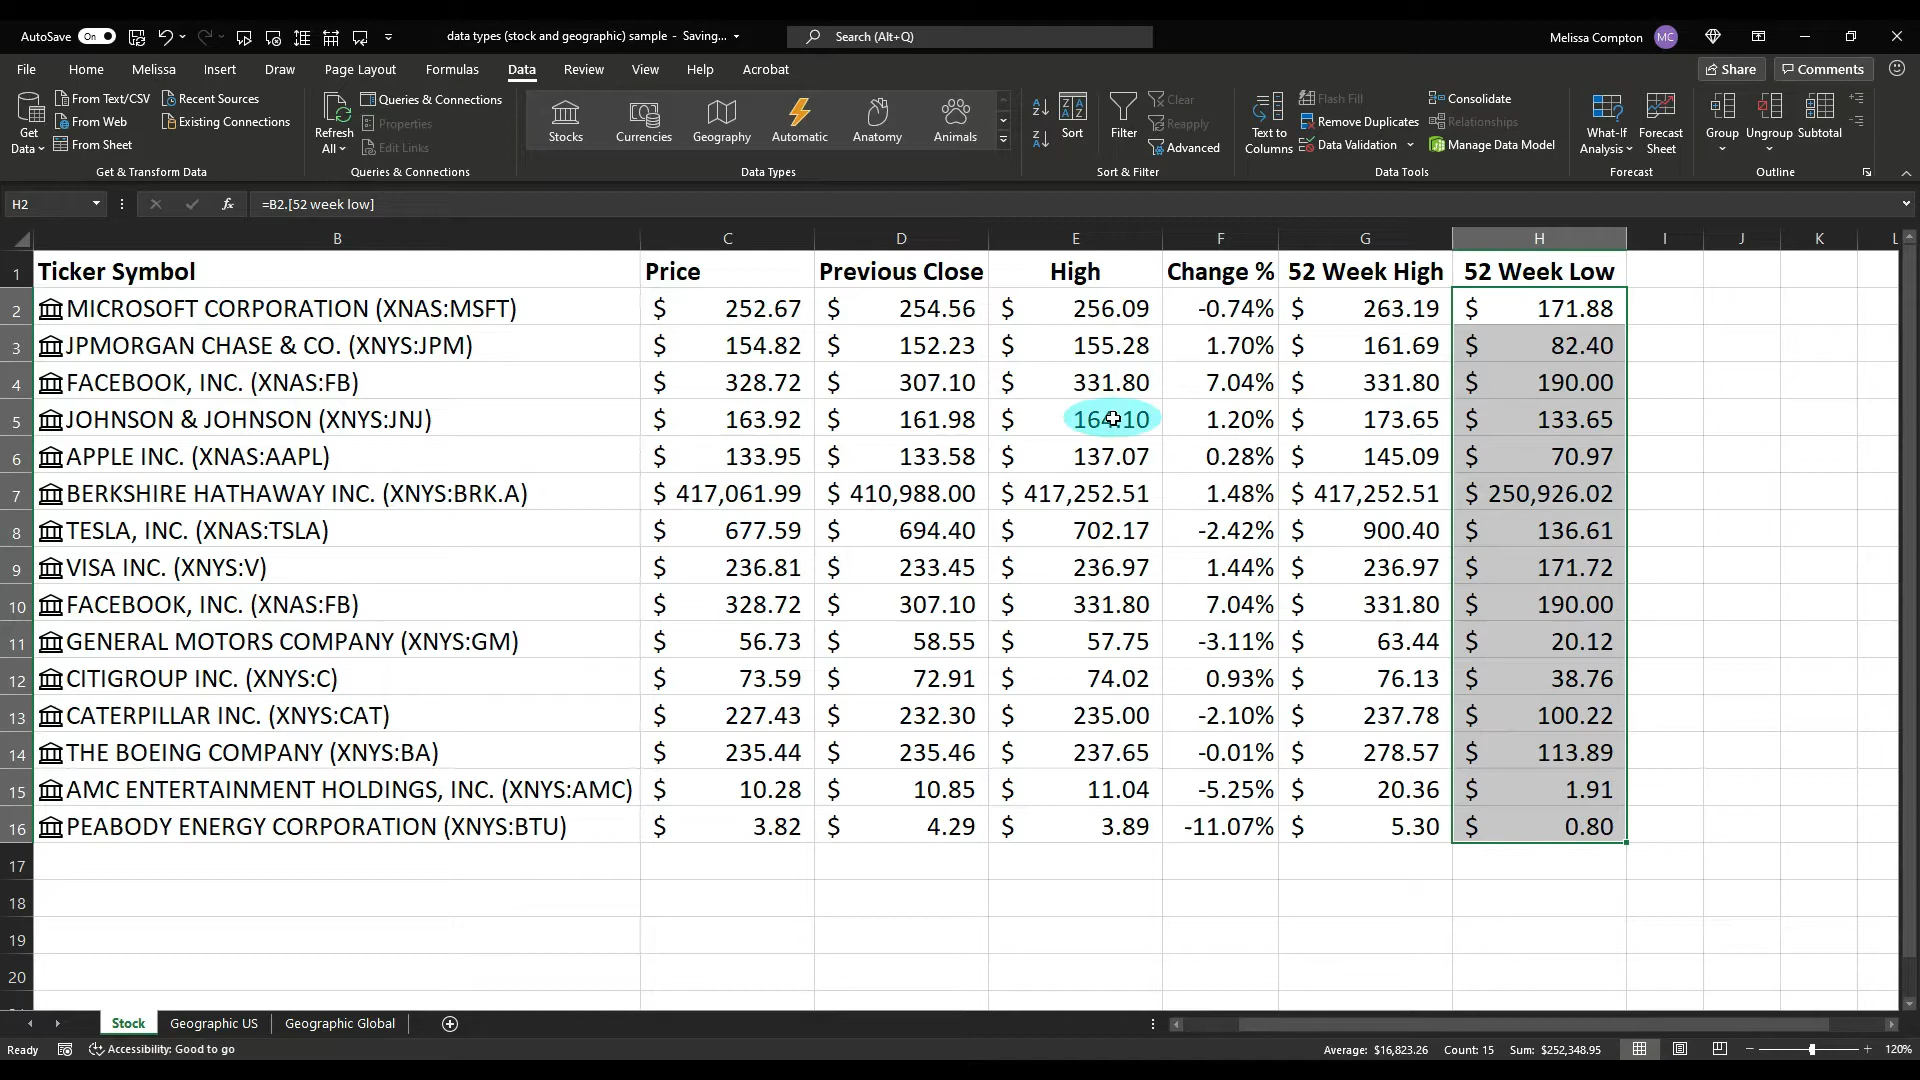 AutoSave On data types (stock and geographic) sample - Saving... Search (Alt+Q) Melissa Compton MC
File Home Melissa Insert Draw Page Layout Formulas Data Review View Help Acrobat Share Comments
Get Data From Text/CSV From Web From Sheet Recent Sources Existing Connections
Get & Transform Data
Refresh All Queries & Connections Properties Edit Links
Queries & Connections
Stocks Currencies Geography Automatic Anatomy Animals
Data Types
Sort Filter Clear Reapply Advanced
Sort & Filter
Text to Columns Flash Fill Remove Duplicates Data Validation Consolidate Relationships Manage Data Model
Data Tools
What-If Analysis Forecast Sheet
Forecast
Group Ungroup Subtotal
Outline
H2 fx =B2.[52 week low]
B C D E F G H I J K L
1 Ticker Symbol Price Previous Close High Change % 52 Week High 52 Week Low
2 MICROSOFT CORPORATION (XNAS:MSFT) $ 252.67 $ 254.56 $ 256.09 -0.74% $ 263.19 $ 171.88
3 JPMORGAN CHASE & CO. (XNYS:JPM) $ 154.82 $ 152.23 $ 155.28 1.70% $ 161.69 $ 82.40
4 FACEBOOK, INC. (XNAS:FB) $ 328.72 $ 307.10 $ 331.80 7.04% $ 331.80 $ 190.00
5 JOHNSON & JOHNSON (XNYS:JNJ) $ 163.92 $ 161.98 $ 164.10 1.20% $ 173.65 $ 133.65
6 APPLE INC. (XNAS:AAPL) $ 133.95 $ 133.58 $ 137.07 0.28% $ 145.09 $ 70.97
7 BERKSHIRE HATHAWAY INC. (XNYS:BRK.A) $ 417,061.99 $ 410,988.00 $ 417,252.51 1.48% $ 417,252.51 $ 250,926.02
8 TESLA, INC. (XNAS:TSLA) $ 677.59 $ 694.40 $ 702.17 -2.42% $ 900.40 $ 136.61
9 VISA INC. (XNYS:V) $ 236.81 $ 233.45 $ 236.97 1.44% $ 236.97 $ 171.72
10 FACEBOOK, INC. (XNAS:FB) $ 328.72 $ 307.10 $ 331.80 7.04% $ 331.80 $ 190.00
11 GENERAL MOTORS COMPANY (XNYS:GM) $ 56.73 $ 58.55 $ 57.75 -3.11% $ 63.44 $ 20.12
12 CITIGROUP INC. (XNYS:C) $ 73.59 $ 72.91 $ 74.02 0.93% $ 76.13 $ 38.76
13 CATERPILLAR INC. (XNYS:CAT) $ 227.43 $ 232.30 $ 235.00 -2.10% $ 237.78 $ 100.22
14 THE BOEING COMPANY (XNYS:BA) $ 235.44 $ 235.46 $ 237.65 -0.01% $ 278.57 $ 113.89
15 AMC ENTERTAINMENT HOLDINGS, INC. (XNYS:AMC) $ 10.28 $ 10.85 $ 11.04 -5.25% $ 20.36 $ 1.91
16 PEABODY ENERGY CORPORATION (XNYS:BTU) $ 3.82 $ 4.29 $ 3.89 -11.07% $ 5.30 $ 0.80
17
18
19
20
Stock Geographic US Geographic Global
Ready Accessibility: Good to go Average: $16,823.26 Count: 15 Sum: $252,348.95 120%